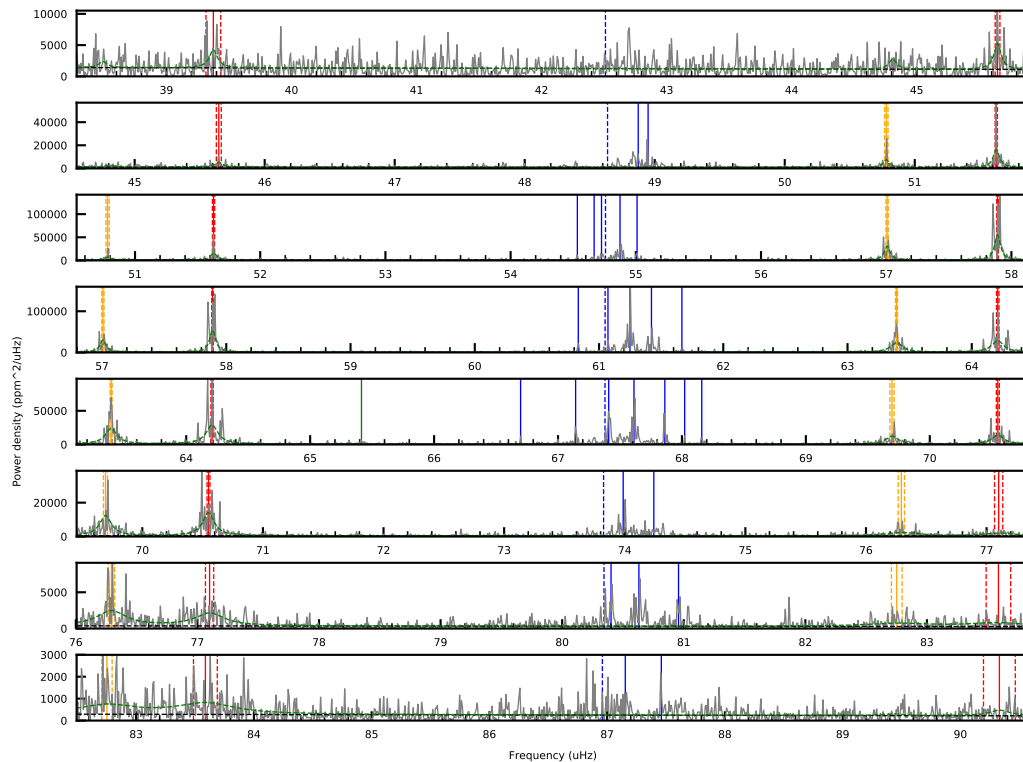 10000
5000
0
39 40 41 42 43 44 45
40000
20000
0
45 46 47 48 49 50 51
100000
50000
0
51 52 53 54 55 56 57 58
100000
0
57 58 59 60 61 62 63 64
50000
0
64 65 66 67 68 69 70
20000
0
70 71 72 73 74 75 76 77
5000
0
76 77 78 79 80 81 82 83
3000
2000
1000
0
83 84 85 86 87 88 89 90
Power density (ppm^2/uHz)
Frequency (uHz)